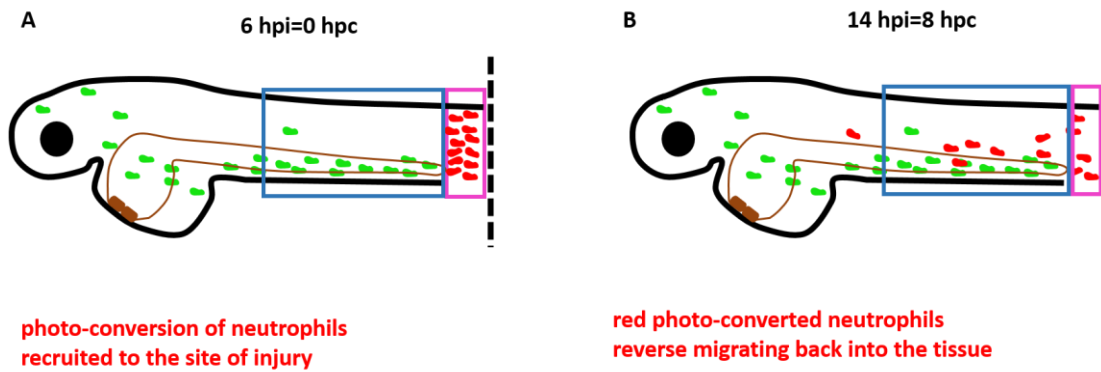 A
6 hpi=0 hpc
photo-conversion of neutrophils
recruited to the site of injury
B
14 hpi=8 hpc
red photo-converted neutrophils
reverse migrating back into the tissue